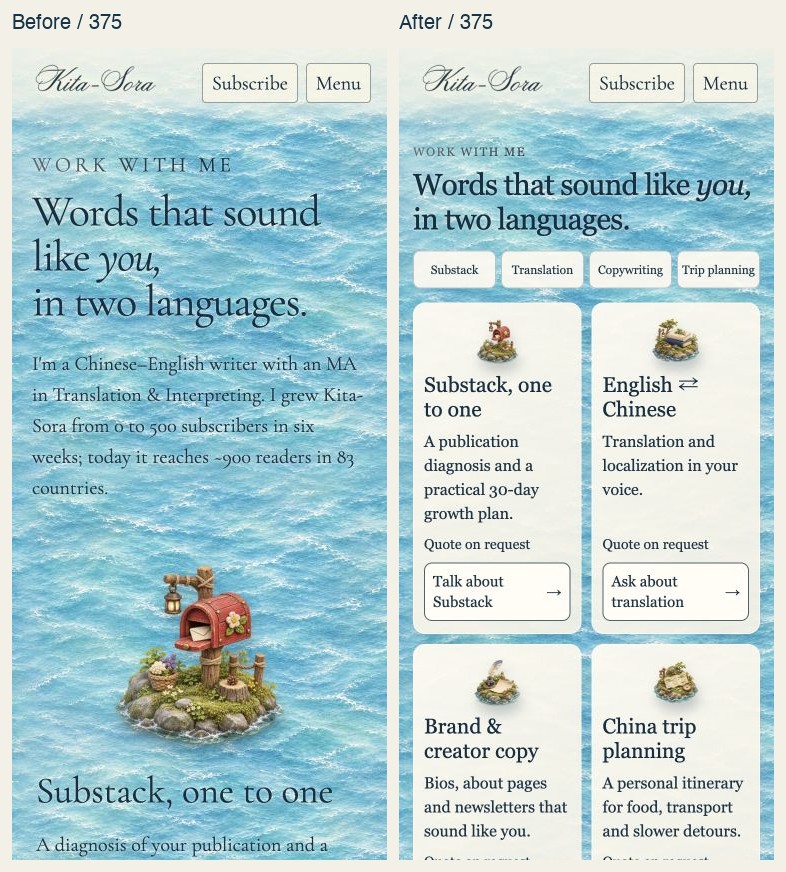 Before / 375
Kita-Sora
Subscribe
Menu
WORK WITH ME
Words that sound
like you,
in two languages.
I'm a Chinese–English writer with an MA
in Translation & Interpreting. I grew Kita-
Sora from 0 to 500 subscribers in six
weeks; today it reaches ~900 readers in 83
countries.
Substack, one to one
A diagnosis of your publication and a
After / 375
Kita-Sora
Subscribe
Menu
WORK WITH ME
Words that sound like you,
in two languages.
Substack
Translation
Copywriting
Trip planning
Substack, one
to one
A publication
diagnosis and a
practical 30-day
growth plan.
Quote on request
Talk about
Substack →
English ⇄
Chinese
Translation and
localization in your
voice.
Quote on request
Ask about
translation →
Brand &
creator copy
Bios, about pages
and newsletters that
sound like you.
Quote on request
China trip
planning
A personal itinerary
for food, transport
and slower detours.
Quote on request